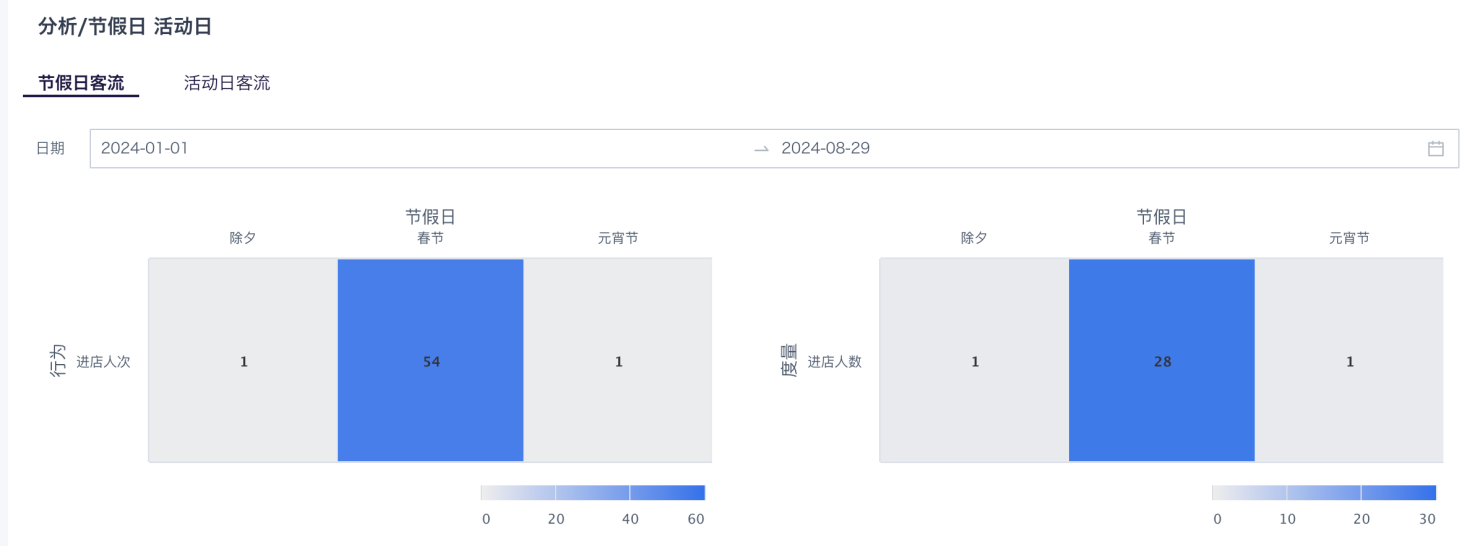 分析/节假日 活动日
节假日客流 活动日客流
日期 2024-01-01 → 2024-08-29
节假日
除夕 春节 元宵节
行为
进店人次 1 54 1
0 20 40 60
节假日
除夕 春节 元宵节
度量
进店人数 1 28 1
0 10 20 30